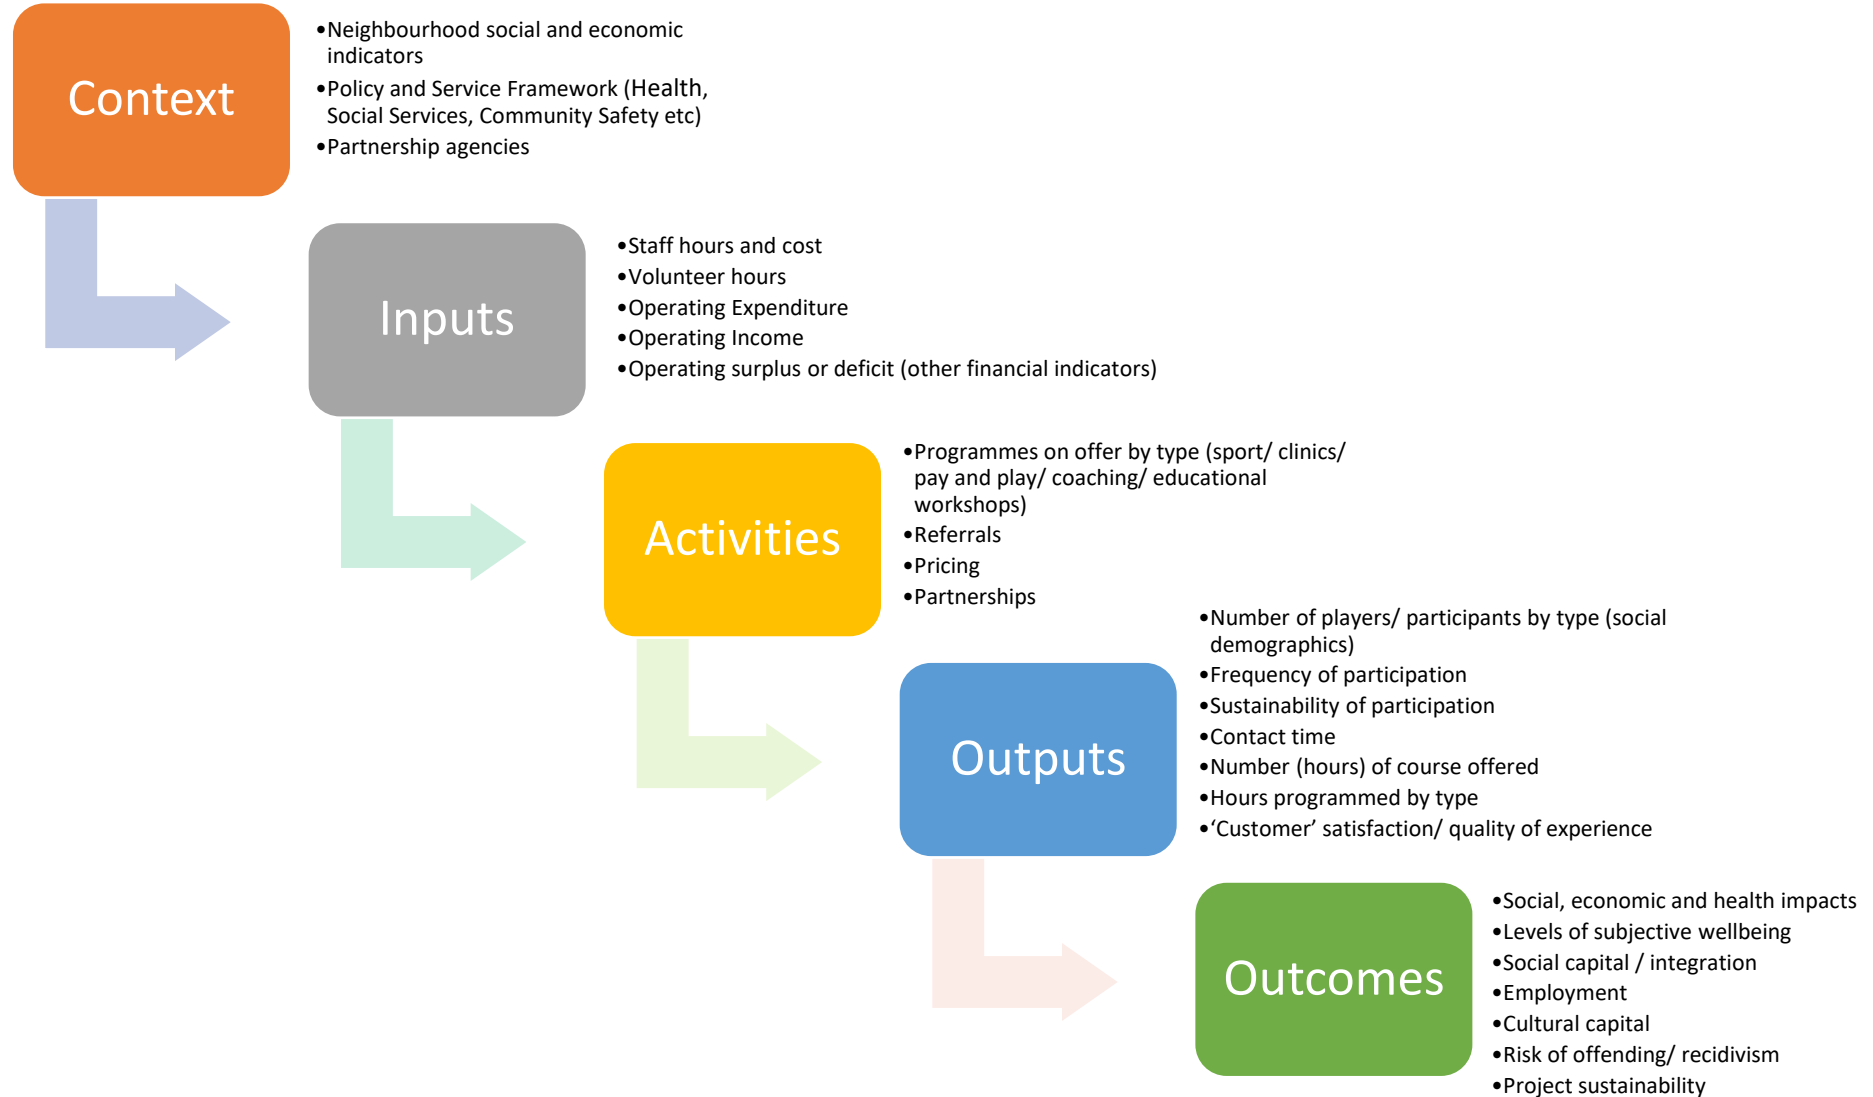 Context
•Neighbourhood social and economic
indicators
•Policy and Service Framework (Health,
Social Services, Community Safety etc)
•Partnership agencies
Inputs
•Staff hours and cost
•Volunteer hours
•Operating Expenditure
•Operating Income
•Operating surplus or deficit (other financial indicators)
Activities
•Programmes on offer by type (sport/ clinics/
pay and play/ coaching/ educational
workshops)
•Referrals
•Pricing
•Partnerships
Outputs
•Number of players/ participants by type (social
demographics)
•Frequency of participation
•Sustainability of participation
•Contact time
•Number (hours) of course offered
•Hours programmed by type
•‘Customer’ satisfaction/ quality of experience
Outcomes
•Social, economic and health impacts
•Levels of subjective wellbeing
•Social capital / integration
•Employment
•Cultural capital
•Risk of offending/ recidivism
•Project sustainability